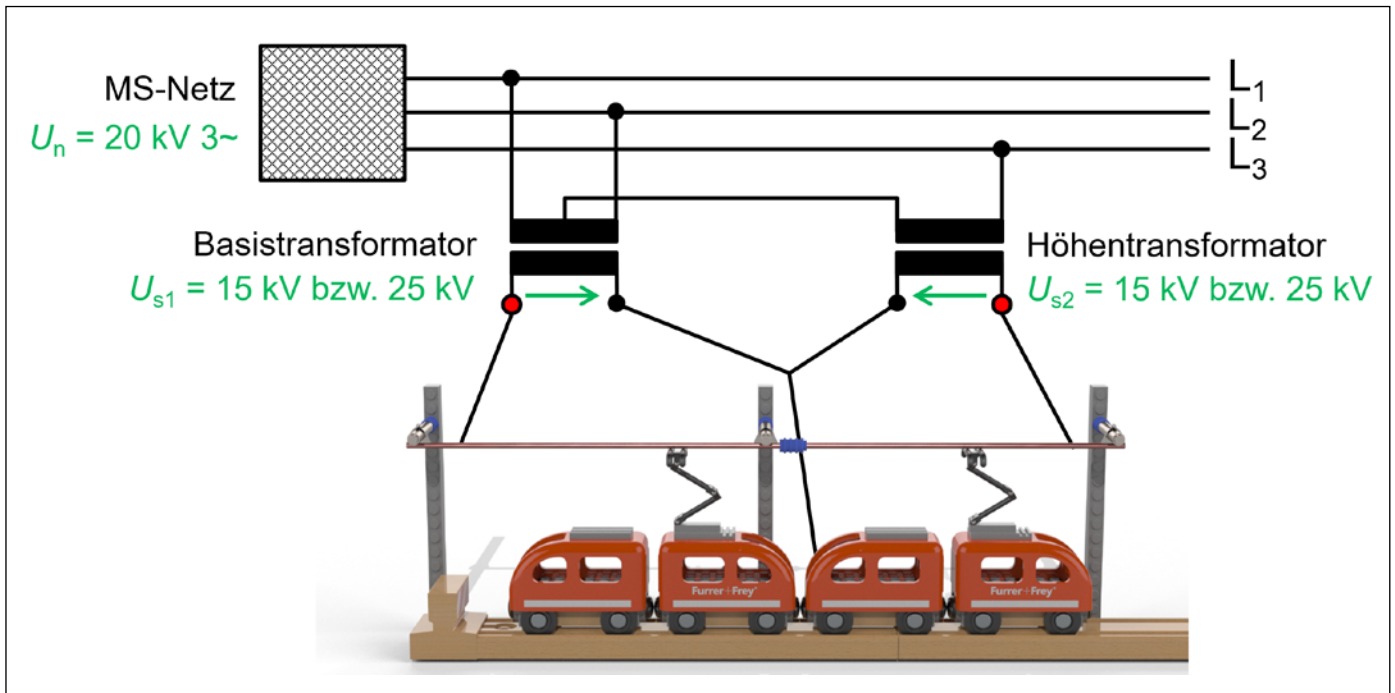 MS-Netz
Uₙ = 20 kV 3~
L₁
L₂
L₃
Basistransformator
Uₛ₁ = 15 kV bzw. 25 kV
Höhentransformator
Uₛ₂ = 15 kV bzw. 25 kV
Furrer+Frey
Furrer+Frey